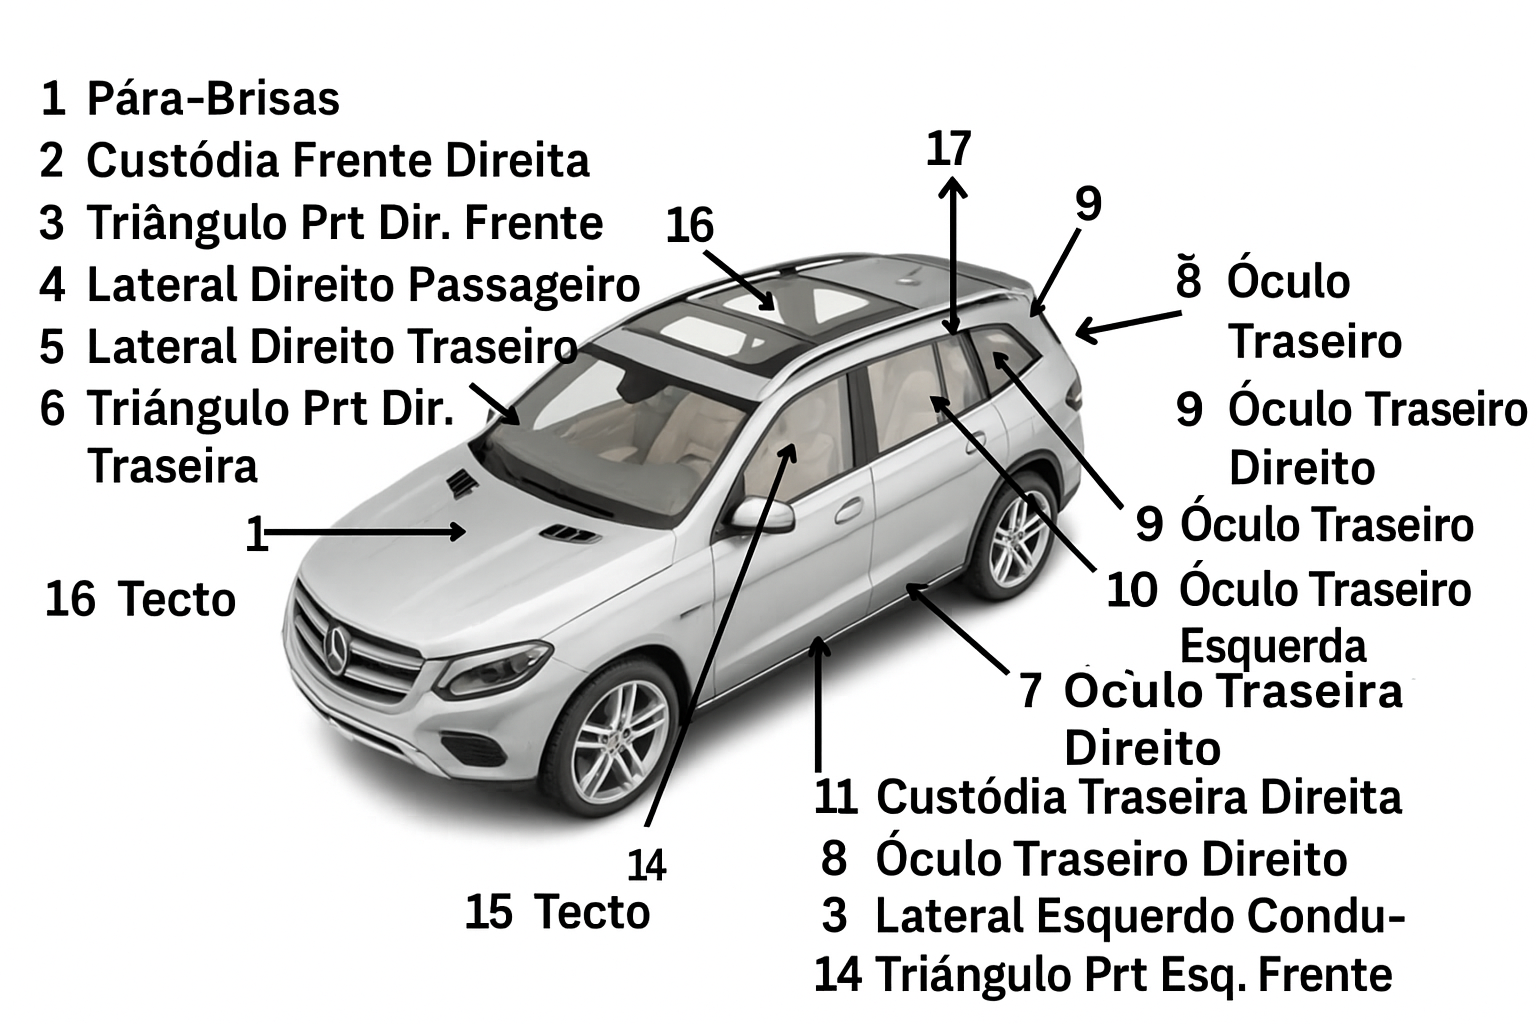 1 Pára-Brisas
2 Custódia Frente Direita
3 Triângulo Prt Dir. Frente
4 Lateral Direito Passageiro
5 Lateral Direito Traseiro
6 Triángulo Prt Dir.
Traseira
1
16 Tecto
16
17
9
8 Óculo
Traseiro
9 Óculo Traseiro
Direito
9 Óculo Traseiro
10 Óculo Traseiro
Esquerda
7 Óculo Traseira
Direito
11 Custódia Traseira Direita
8 Óculo Traseiro Direito
3 Lateral Esquerdo Condu-
14 Triángulo Prt Esq. Frente
14
15 Tecto